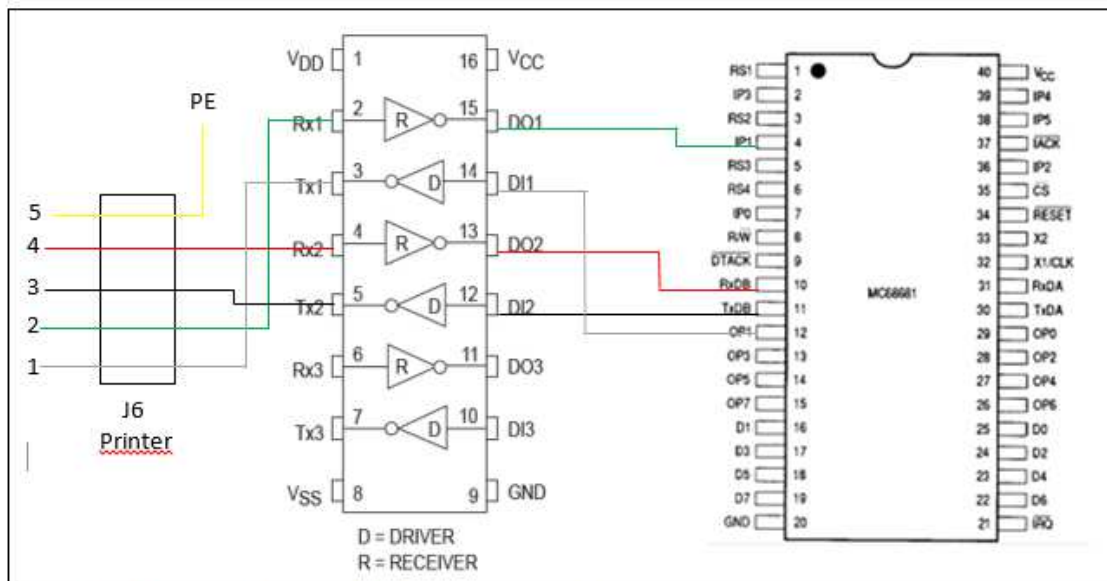 PE
5
4
3
2
1
J6
Printer
VDD 1 16 VCC
Rx1 2 R 15 DO1
Tx1 3 D 14 DI1
Rx2 4 R 13 DO2
Tx2 5 D 12 DI2
Rx3 6 R 11 DO3
Tx3 7 D 10 DI3
VSS 8 9 GND
D = DRIVER
R = RECEIVER
RS1 1 40 VCC
IP3 2 39 IP4
RS2 3 38 IP5
IP1 4 37 IACK
RS3 5 36 IP2
RS4 6 35 CS
IP0 7 34 RESET
R/W 8 33 X2
DTACK 9 32 X1/CLK
RxDB 10 31 RxDA
MC68681
TxDB 11 30 TxDA
OP1 12 29 OP0
OP3 13 28 OP2
OP5 14 27 OP4
OP7 15 26 OP6
D1 16 25 D0
D3 17 24 D2
D5 18 23 D4
D7 19 22 D6
GND 20 21 IRQ